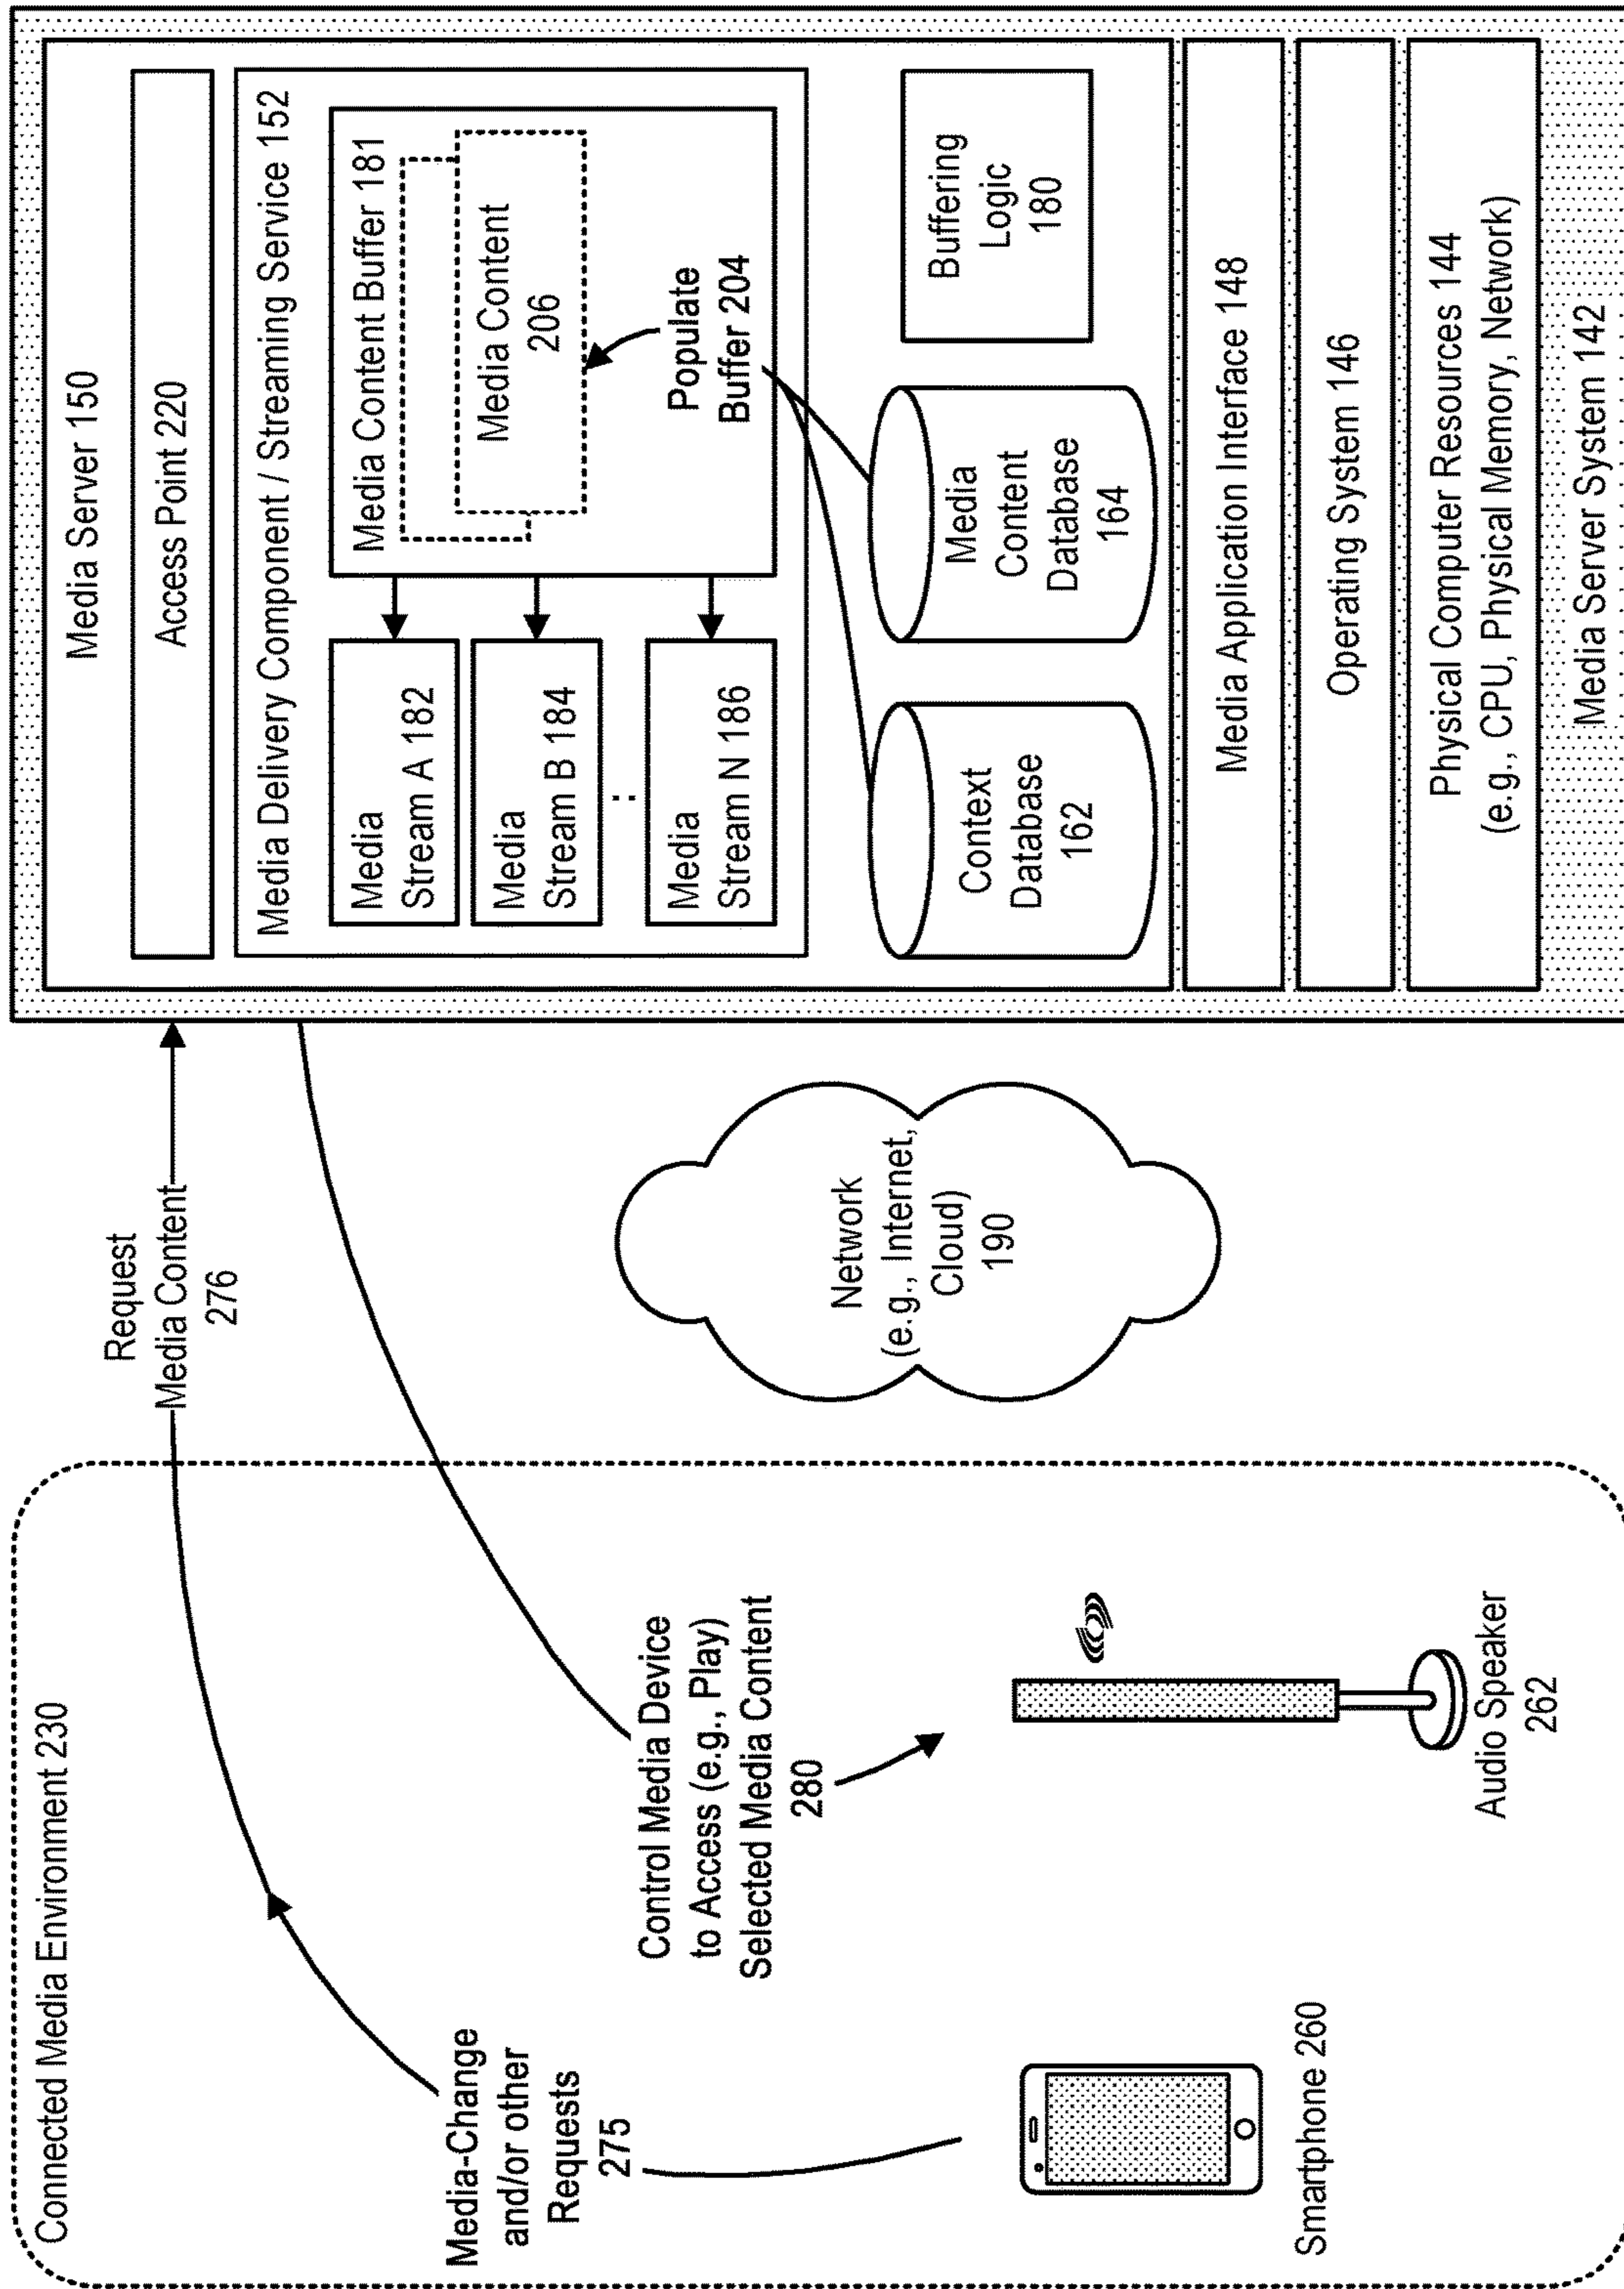 Connected Media Environment 230
Media-Change
and/or other
Requests
275
Request
Media Content
276
Control Media Device
to Access (e.g., Play)
Selected Media Content
280
Smartphone 260
Audio Speaker
262
Network
(e.g., Internet,
Cloud)
190
Media Server 150
Access Point 220
Media Delivery Component / Streaming Service 152
Media
Stream A 182
Media
Stream B 184
:
Media
Stream N 186
Media Content Buffer 181
Media Content
206
Populate
Buffer 204
Context
Database
162
Media
Content
Database
164
Buffering
Logic
180
Media Application Interface 148
Operating System 146
Physical Computer Resources 144
(e.g., CPU, Physical Memory, Network)
Media Server System 142